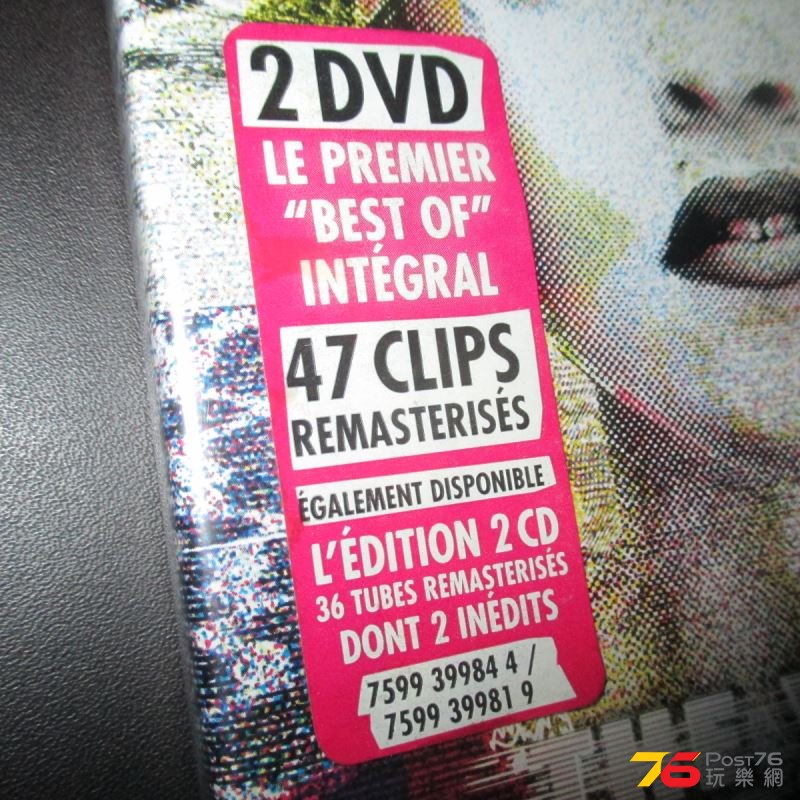 2 DVD
LE PREMIER
"BEST OF"
INTÉGRAL
47 CLIPS
REMASTERISÉS
ÉGALEMENT DISPONIBLE
L'ÉDITION 2 CD
36 TUBES REMASTERISÉS
DONT 2 INÉDITS
7599 39984 4 /
7599 39981 9
76 POST76
玩樂網